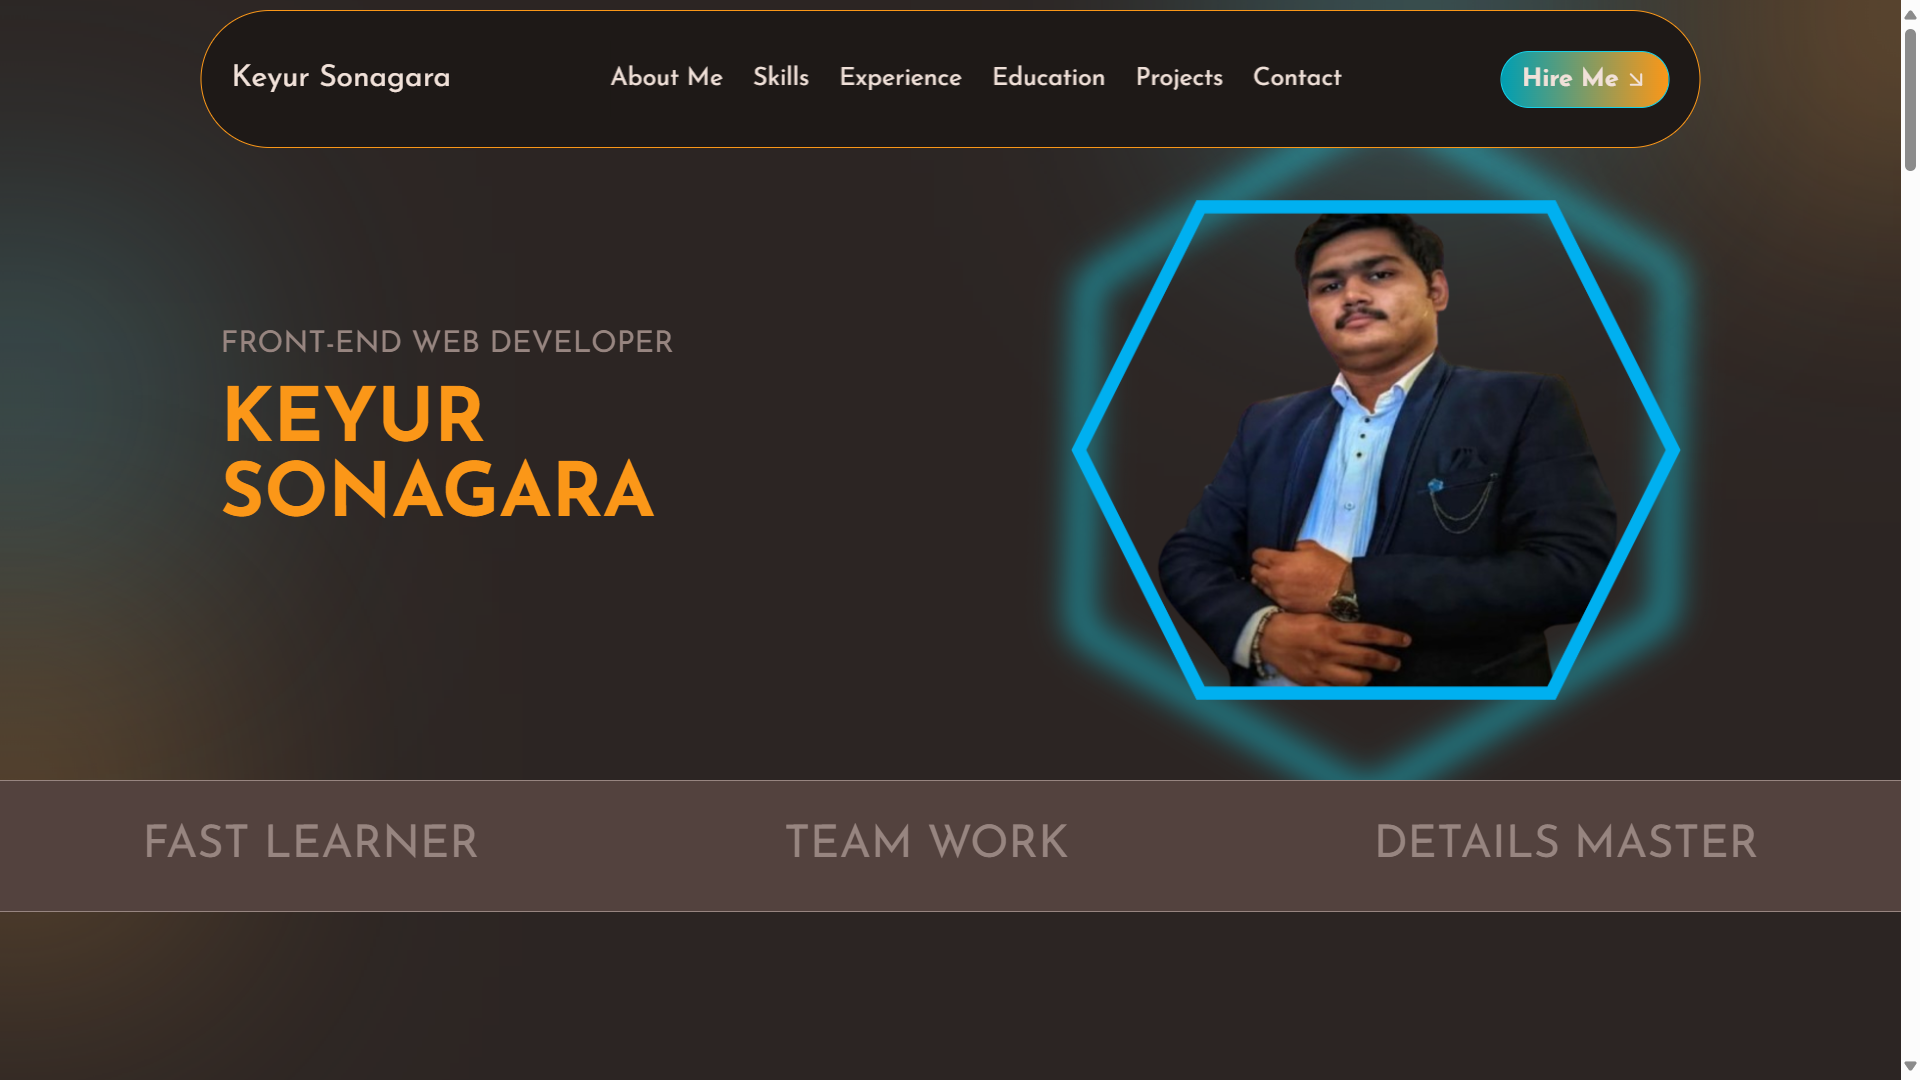 Keyur Sonagara
About Me Skills Experience Education Projects Contact
Hire Me
FRONT-END WEB DEVELOPER
KEYUR
SONAGARA
FAST LEARNER
TEAM WORK
DETAILS MASTER